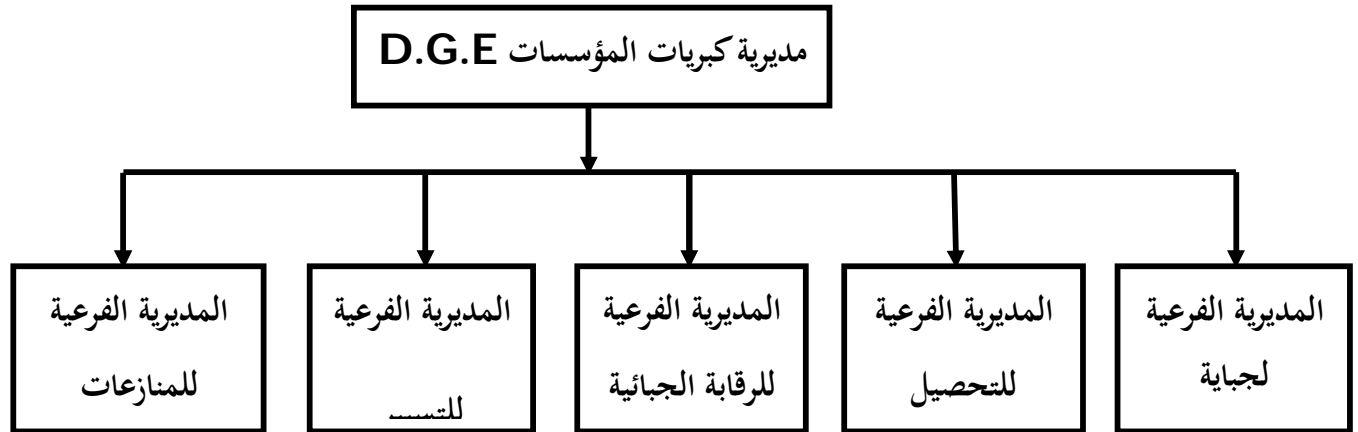 مديرية كبريات المؤسسات D.G.E
المديرية الفرعية
لجباية
المديرية الفرعية
للتحصيل
المديرية الفرعية
للرقابة الجبائية
المديرية الفرعية
المديرية الفرعية
للمنازعات